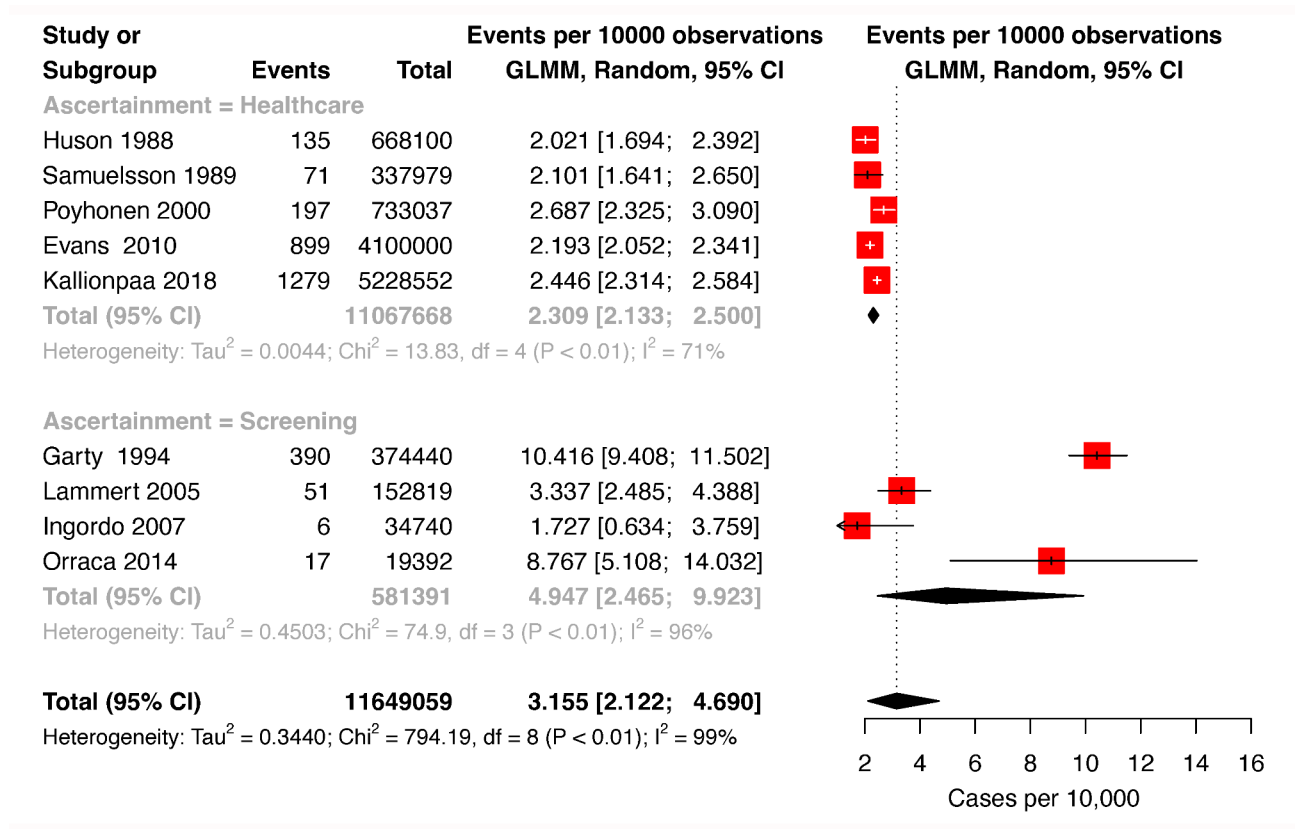 Study or Events per 10000 observations Events per 10000 observations
Subgroup Events Total GLMM, Random, 95% CI GLMM, Random, 95% CI
Ascertainment = Healthcare
Huson 1988 135 668100 2.021 [1.694; 2.392]
Samuelsson 1989 71 337979 2.101 [1.641; 2.650]
Poyhonen 2000 197 733037 2.687 [2.325; 3.090]
Evans 2010 899 4100000 2.193 [2.052; 2.341]
Kallionpaa 2018 1279 5228552 2.446 [2.314; 2.584]
Total (95% CI) 11067668 2.309 [2.133; 2.500]
Heterogeneity: Tau² = 0.0044; Chi² = 13.83, df = 4 (P < 0.01); I² = 71%
Ascertainment = Screening
Garty 1994 390 374440 10.416 [9.408; 11.502]
Lammert 2005 51 152819 3.337 [2.485; 4.388]
Ingordo 2007 6 34740 1.727 [0.634; 3.759]
Orraca 2014 17 19392 8.767 [5.108; 14.032]
Total (95% CI) 581391 4.947 [2.465; 9.923]
Heterogeneity: Tau² = 0.4503; Chi² = 74.9, df = 3 (P < 0.01); I² = 96%
Total (95% CI) 11649059 3.155 [2.122; 4.690]
Heterogeneity: Tau² = 0.3440; Chi² = 794.19, df = 8 (P < 0.01); I² = 99%
2 4 6 8 10 12 14 16
Cases per 10,000